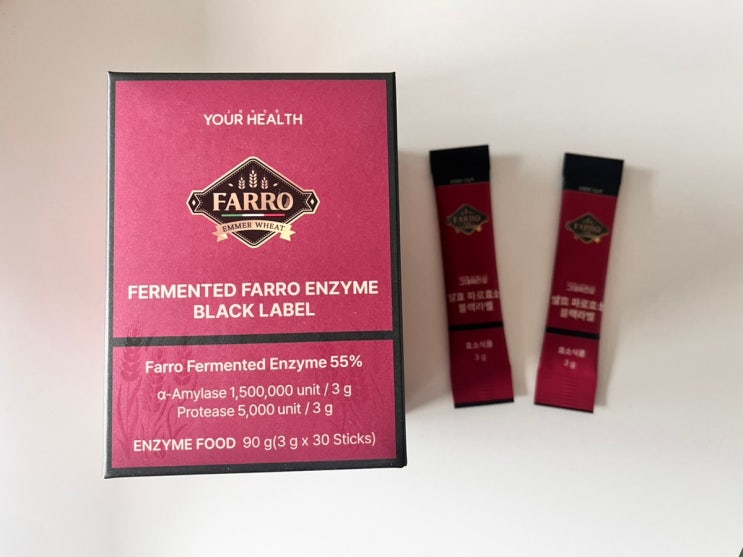 YOUR HEALTH
FARRO
EMMER WHEAT
FERMENTED FARRO ENZYME
BLACK LABEL
Farro Fermented Enzyme 55%
α-Amylase 1,500,000 unit / 3 g
Protease 5,000 unit / 3 g
ENZYME FOOD 90 g(3 g x 30 Sticks)
FARRO
발효 파로효소
블랙라벨
효소식품
3 g
FARRO
발효 파로효소
블랙라벨
효소식품
3 g